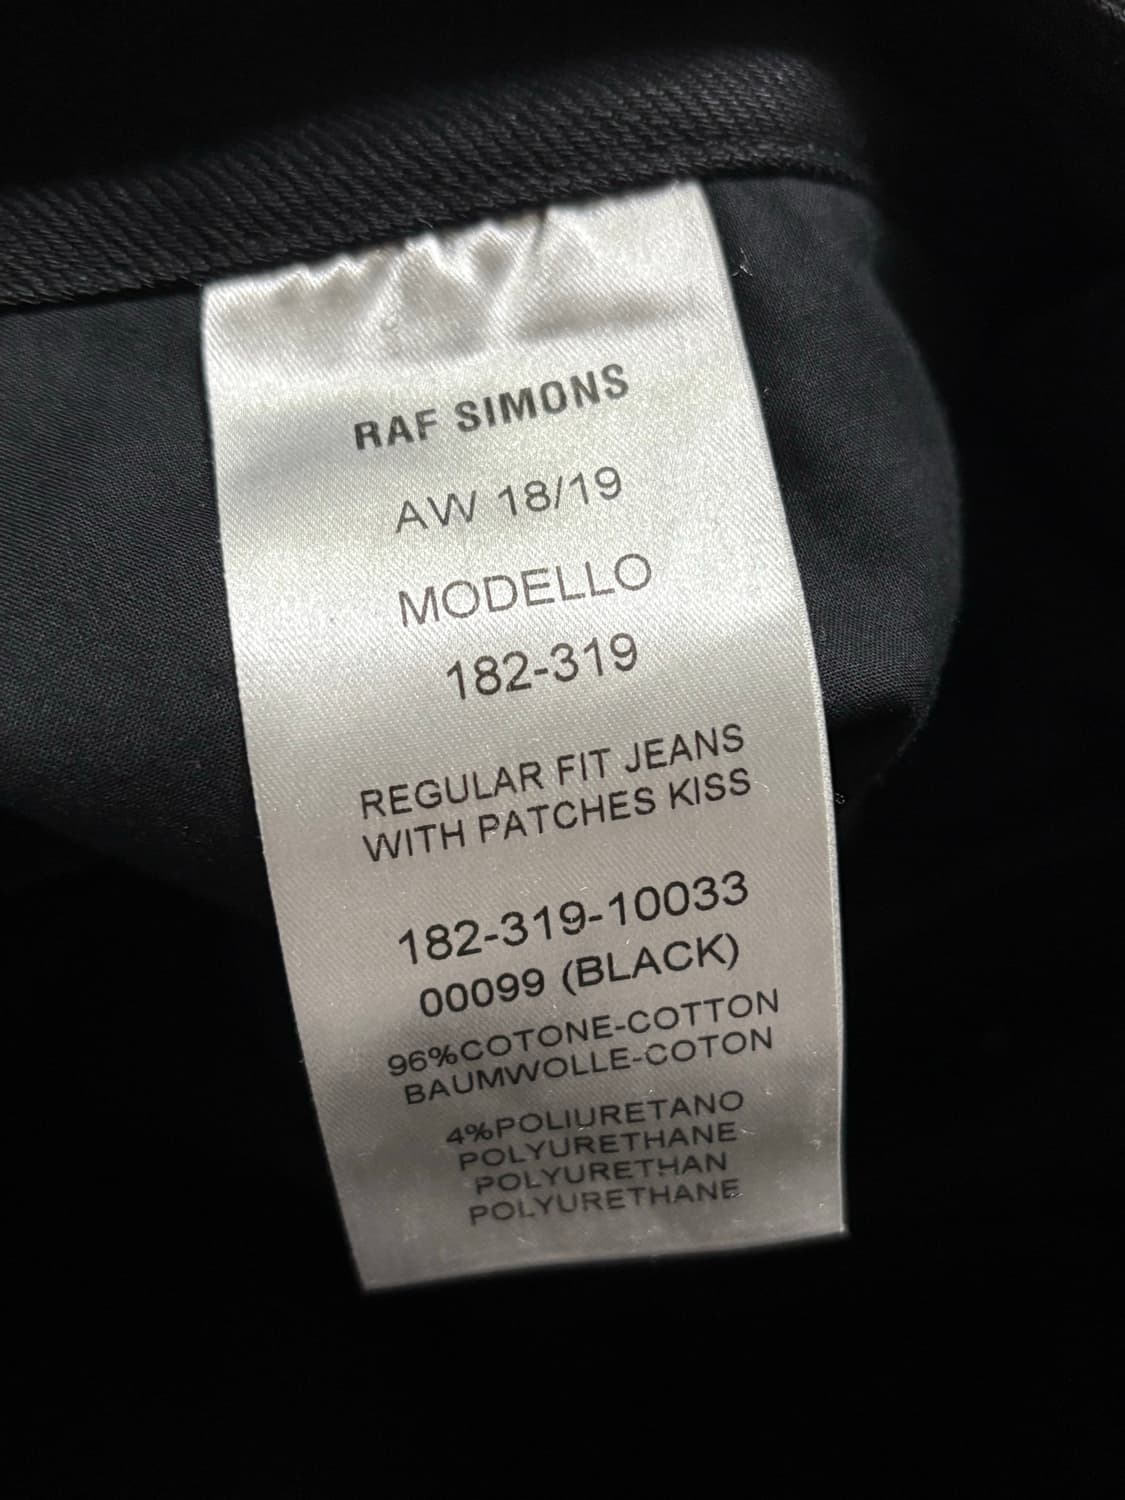 RAF SIMONS
AW 18/19
MODELLO
182-319
REGULAR FIT JEANS
WITH PATCHES KISS
182-319-10033
00099 (BLACK)
96%COTONE-COTTON
BAUMWOLLE-COTON
4%POLIURETANO
POLYURETHANE
POLYURETHAN
POLYURETHANE